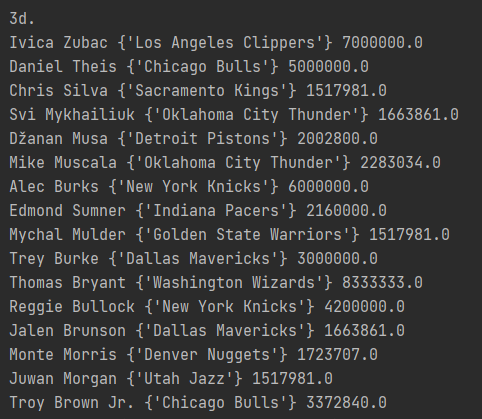 3d.
Ivica Zubac {'Los Angeles Clippers'} 7000000.0
Daniel Theis {'Chicago Bulls'} 5000000.0
Chris Silva {'Sacramento Kings'} 1517981.0
Svi Mykhailiuk {'Oklahoma City Thunder'} 1663861.0
Džanan Musa {'Detroit Pistons'} 2002800.0
Mike Muscala {'Oklahoma City Thunder'} 2283034.0
Alec Burks {'New York Knicks'} 6000000.0
Edmond Sumner {'Indiana Pacers'} 2160000.0
Mychal Mulder {'Golden State Warriors'} 1517981.0
Trey Burke {'Dallas Mavericks'} 3000000.0
Thomas Bryant {'Washington Wizards'} 8333333.0
Reggie Bullock {'New York Knicks'} 4200000.0
Jalen Brunson {'Dallas Mavericks'} 1663861.0
Monte Morris {'Denver Nuggets'} 1723707.0
Juwan Morgan {'Utah Jazz'} 1517981.0
Troy Brown Jr. {'Chicago Bulls'} 3372840.0